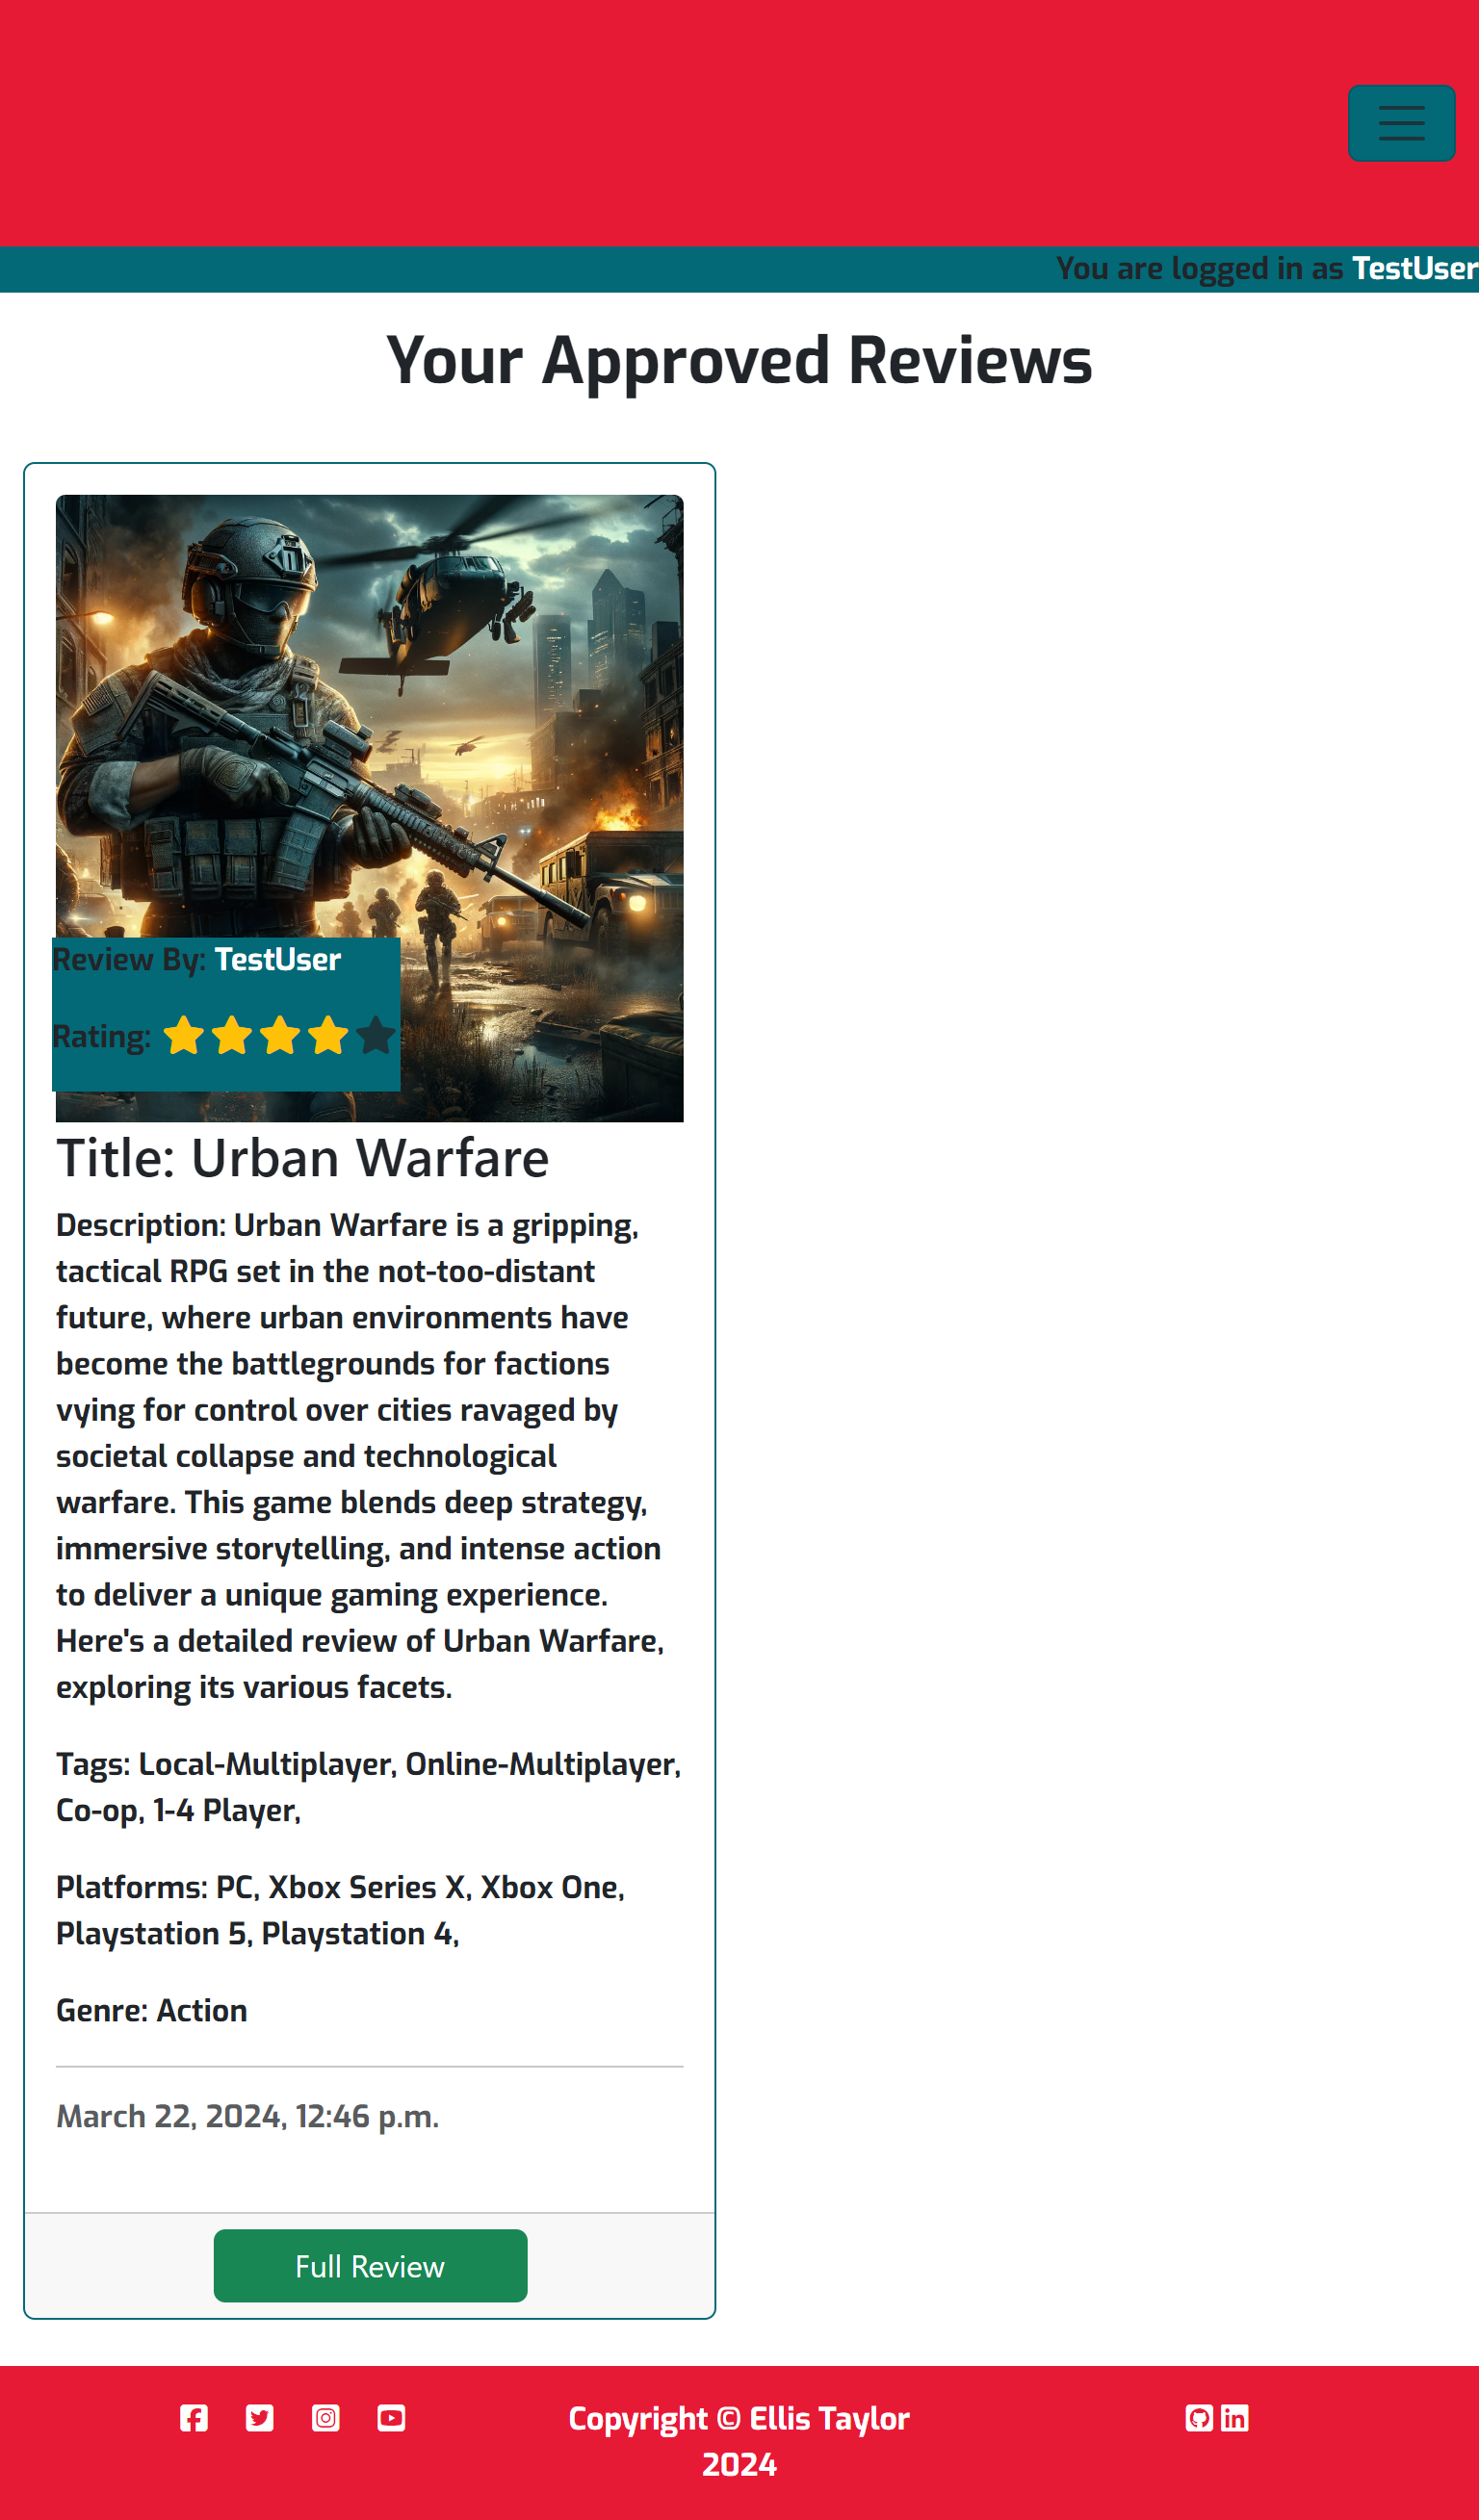 You are logged in as TestUser
Your Approved Reviews
Review By: TestUser
Rating:
Title: Urban Warfare
Description: Urban Warfare is a gripping,
tactical RPG set in the not-too-distant
future, where urban environments have
become the battlegrounds for factions
vying for control over cities ravaged by
societal collapse and technological
warfare. This game blends deep strategy,
immersive storytelling, and intense action
to deliver a unique gaming experience.
Here's a detailed review of Urban Warfare,
exploring its various facets.
Tags: Local-Multiplayer, Online-Multiplayer,
Co-op, 1-4 Player,
Platforms: PC, Xbox Series X, Xbox One,
Playstation 5, Playstation 4,
Genre: Action
March 22, 2024, 12:46 p.m.
Full Review
Copyright © Ellis Taylor
2024